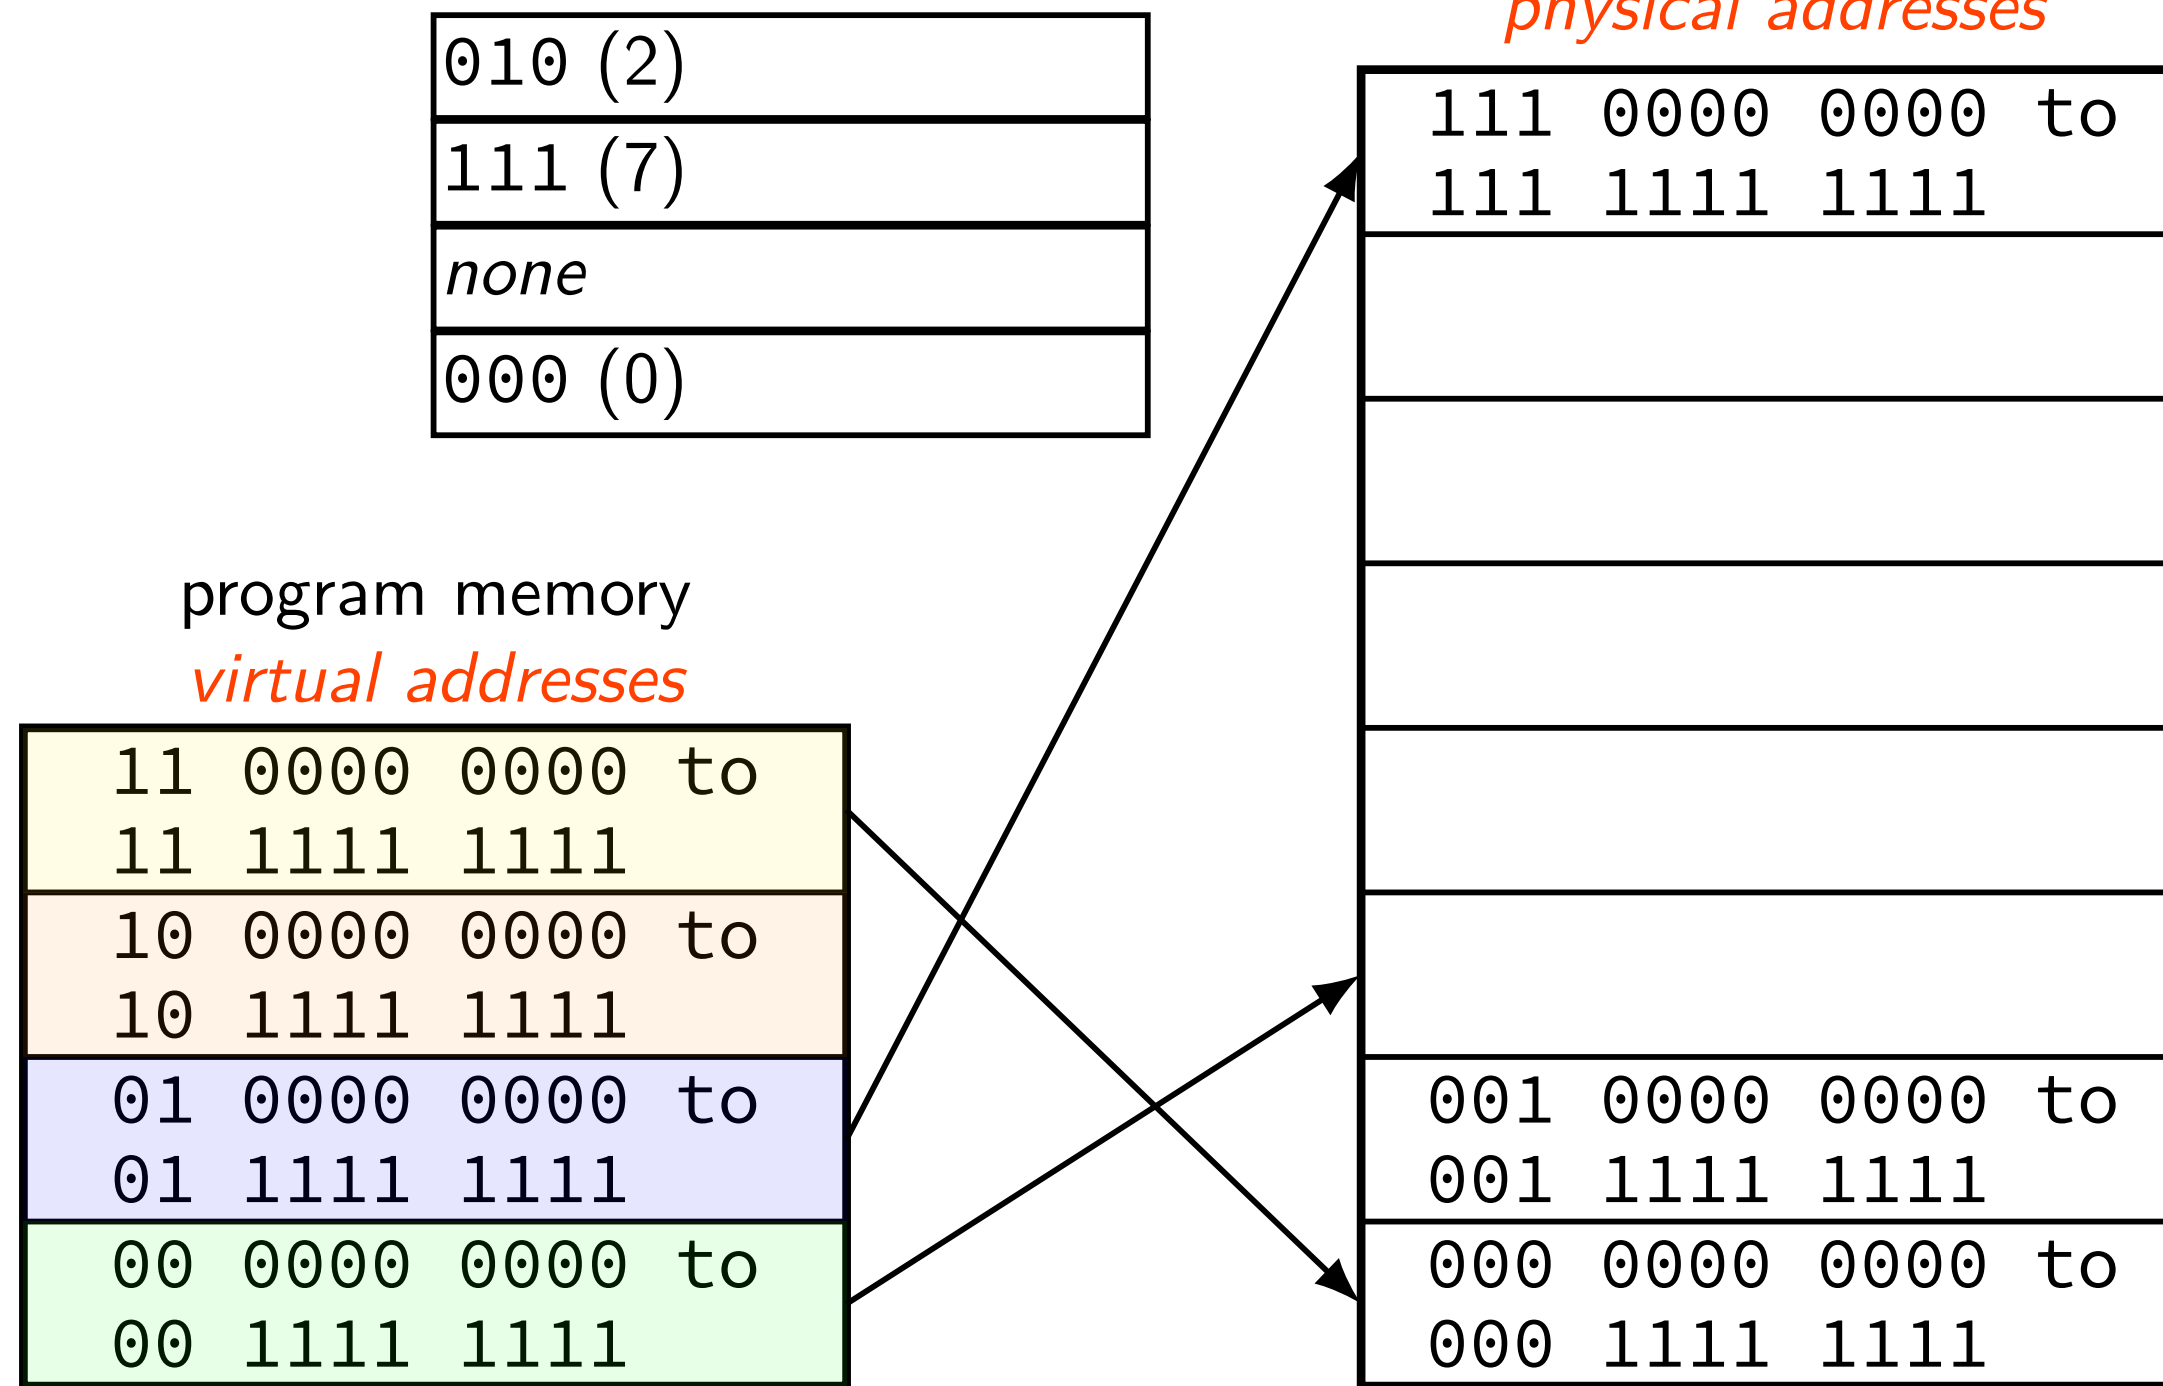 010 (2)
111 (7)
none
000 (0)
physical addresses
111 0000 0000 to
111 1111 1111
001 0000 0000 to
001 1111 1111
000 0000 0000 to
000 1111 1111
program memory
virtual addresses
11 0000 0000 to
11 1111 1111
10 0000 0000 to
10 1111 1111
01 0000 0000 to
01 1111 1111
00 0000 0000 to
00 1111 1111